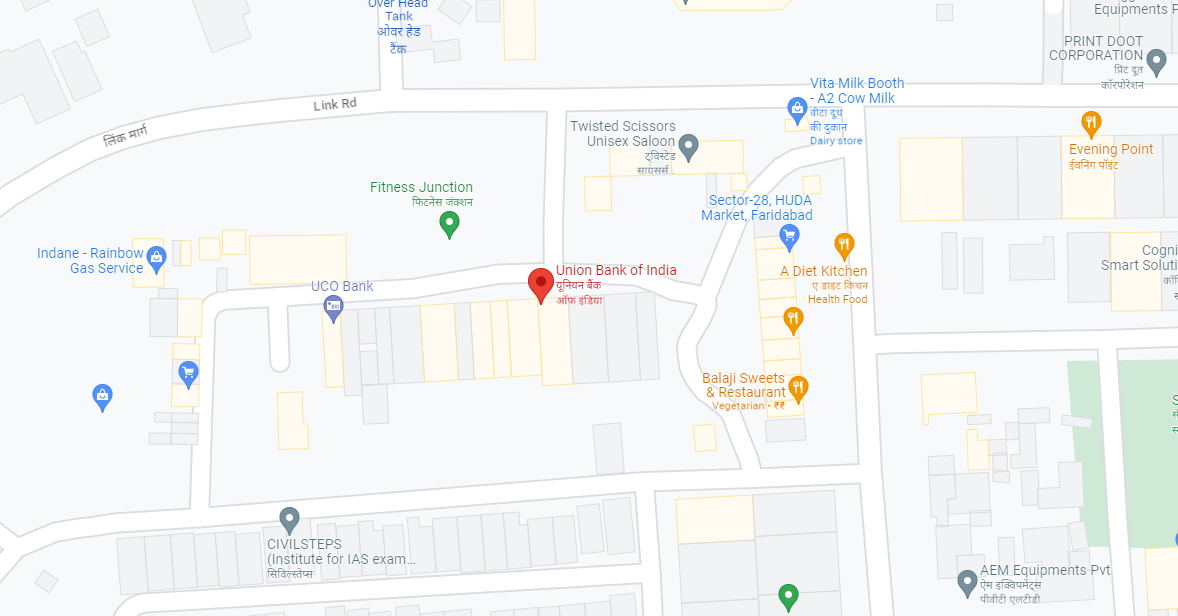 Over Head
Tank
ओवर हेड
टैंक
Equipments P
PRINT DOOT
CORPORATION
प्रिंट दूत
कॉरपोरेशन
Link Rd
लिंक मार्ग
Vita Milk Booth
- A2 Cow Milk
वीटा दूध
की दुकान
Dairy store
Twisted Scissors
Unisex Saloon
ट्विस्टेड
सायसर्स...
Evening Point
ईवनिंग पॉइंट
Fitness Junction
फिटनेस जंक्शन
Sector-28, HUDA
Market, Faridabad
Indane - Rainbow
Gas Service
Cogni
Smart Soluti
Union Bank of India
यूनियन बैंक
ऑफ़ इंडिया
A Diet Kitchen
ए डाइट किचन
Health Food
UCO Bank
Balaji Sweets
& Restaurant
Vegetarian • ₹₹
CIVILSTEPS
(Institute for IAS exam...
सिविल्स्टेप्स
AEM Equipments Pvt
ऐम इक्विपमेंट्स
पीवीटी एलटीडी